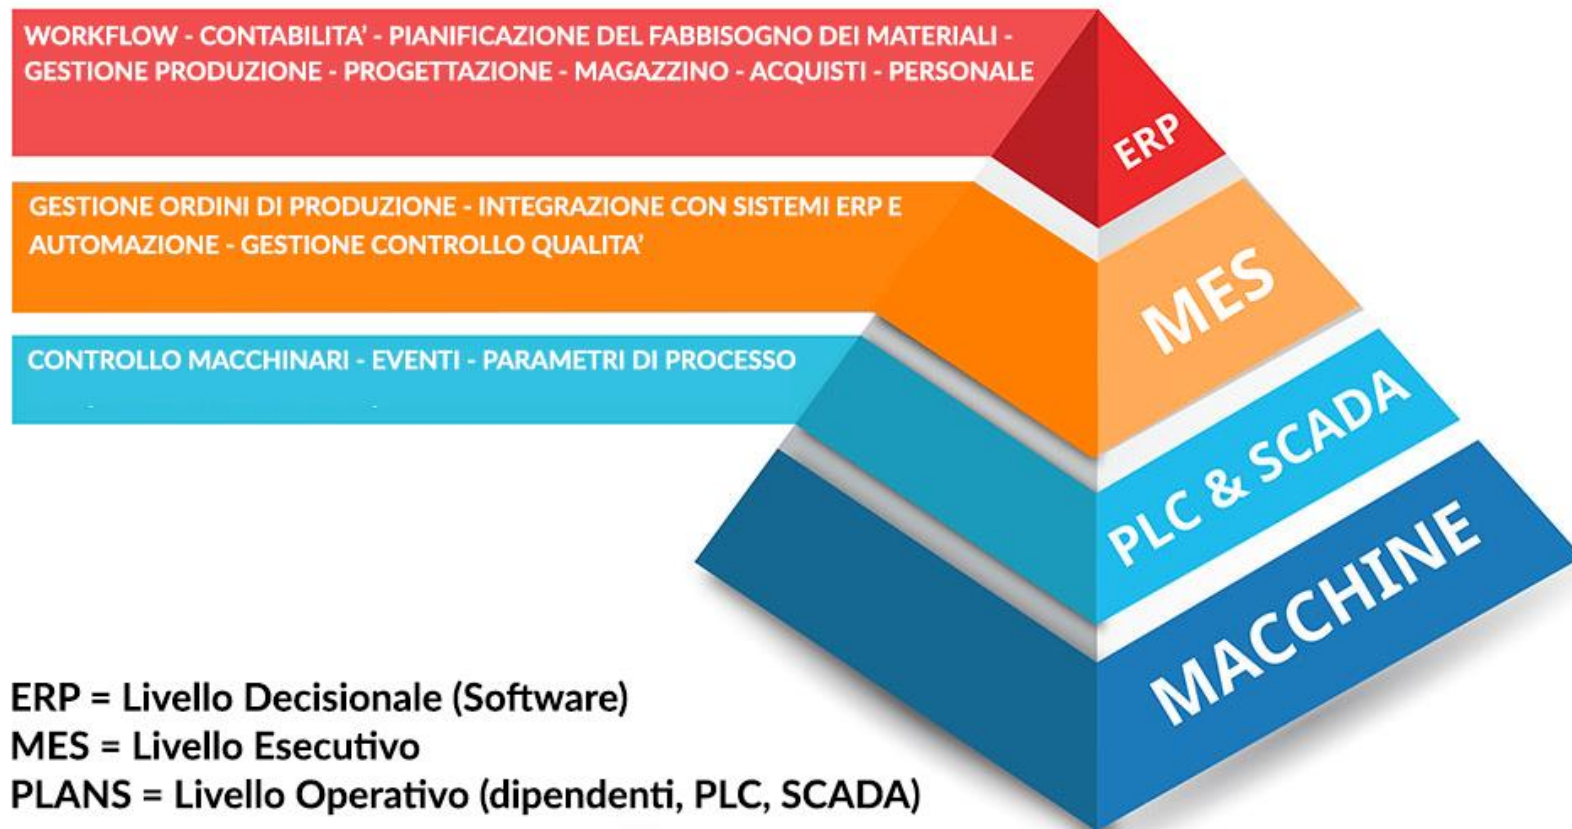 WORKFLOW - CONTABILITA' - PIANIFICAZIONE DEL FABBISOGNO DEI MATERIALI -
GESTIONE PRODUZIONE - PROGETTAZIONE - MAGAZZINO - ACQUISTI - PERSONALE
ERP
GESTIONE ORDINI DI PRODUZIONE - INTEGRAZIONE CON SISTEMI ERP E
AUTOMAZIONE - GESTIONE CONTROLLO QUALITA'
MES
CONTROLLO MACCHINARI - EVENTI - PARAMETRI DI PROCESSO
PLC & SCADA
MACCHINE
ERP = Livello Decisionale (Software)
MES = Livello Esecutivo
PLANS = Livello Operativo (dipendenti, PLC, SCADA)